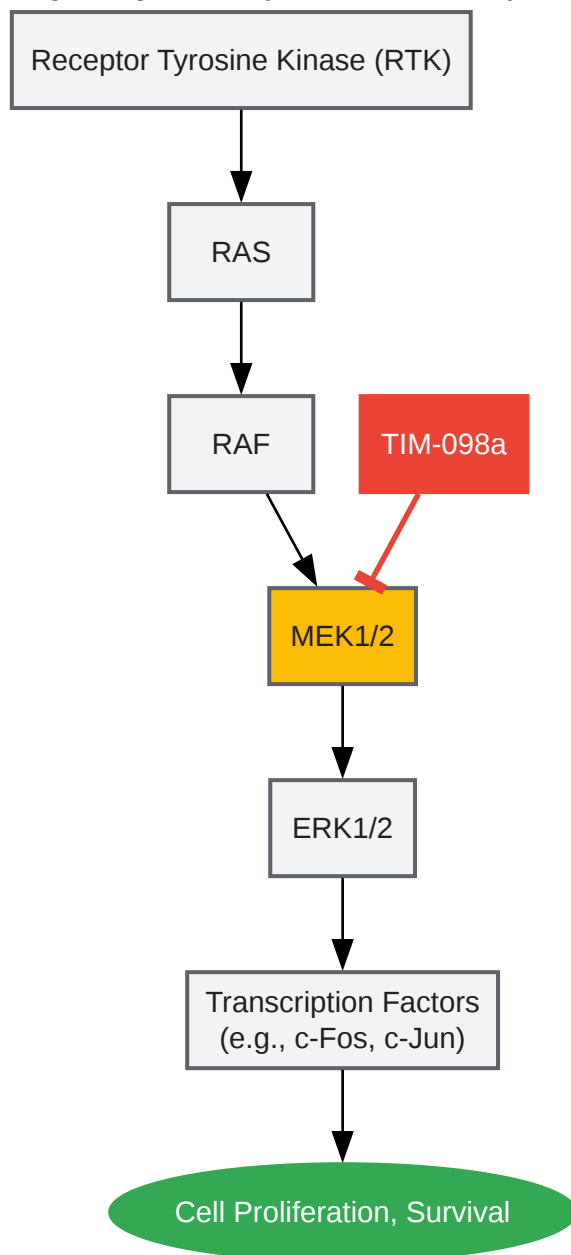 Receptor Tyrosine Kinase (RTK)
RAS
RAF
TIM-098a
MEK1/2
ERK1/2
Transcription Factors
(e.g., c-Fos, c-Jun)
Cell Proliferation, Survival